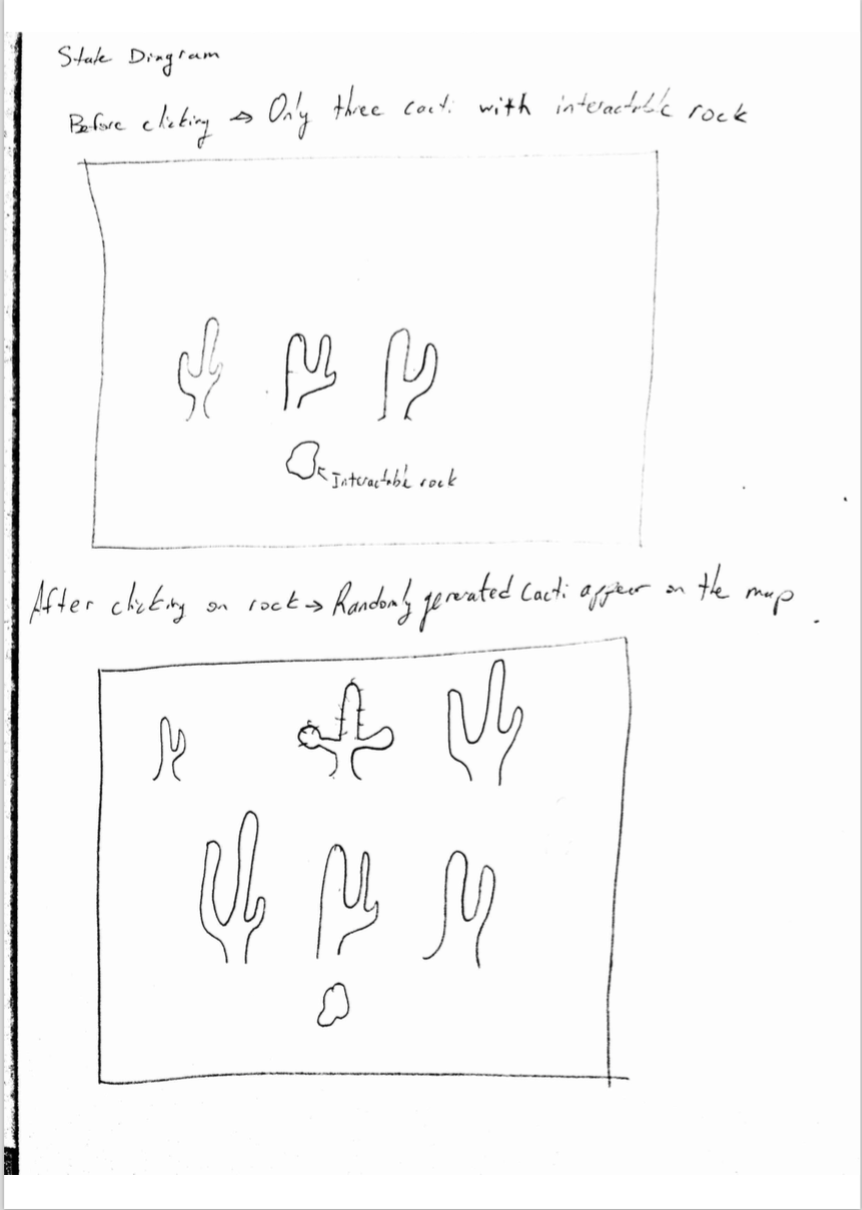 State Diagram
Before clicking → Only three cacti with interactable rock
Interactable rock
After clicking on rock → Randomly generated Cacti appear on the map.